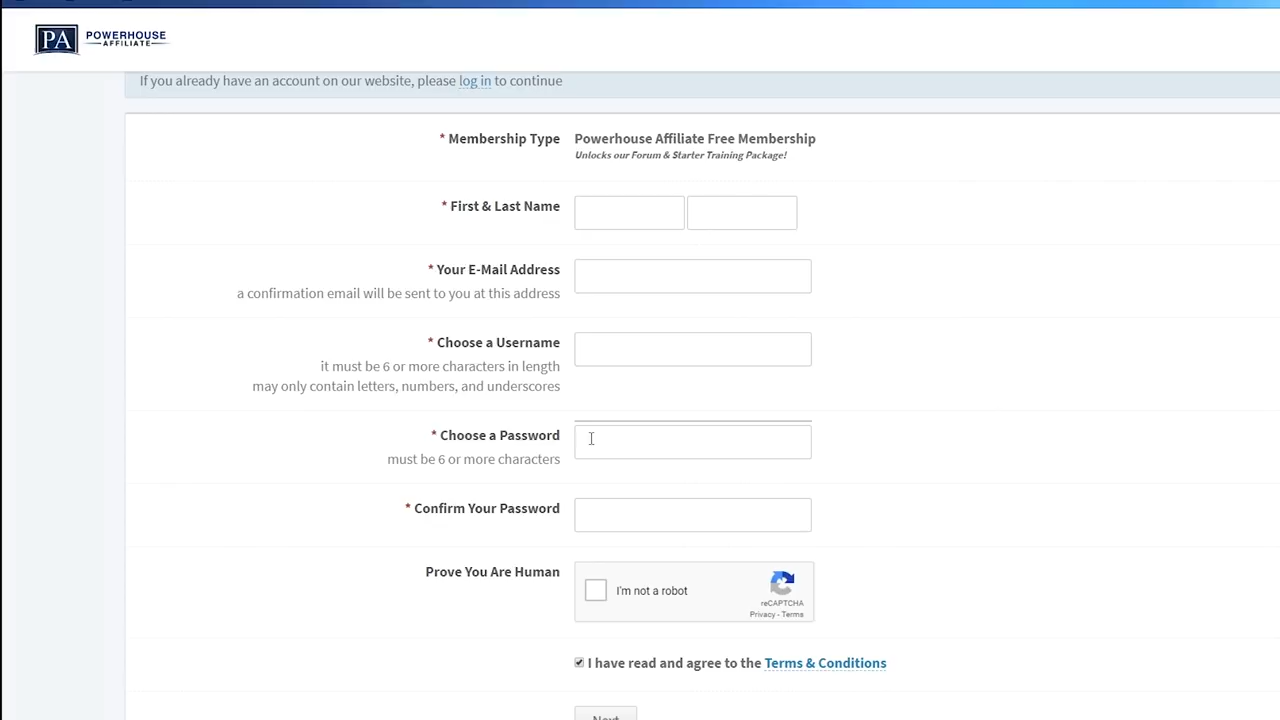 PA POWERHOUSE
AFFILIATE
If you already have an account on our website, please log in to continue
* Membership Type
Powerhouse Affiliate Free Membership
Unlocks our Forum & Starter Training Package!
* First & Last Name
* Your E-Mail Address
a confirmation email will be sent to you at this address
* Choose a Username
it must be 6 or more characters in length
may only contain letters, numbers, and underscores
* Choose a Password
must be 6 or more characters
* Confirm Your Password
Prove You Are Human
I'm not a robot
reCAPTCHA
Privacy - Terms
I have read and agree to the Terms & Conditions
Next